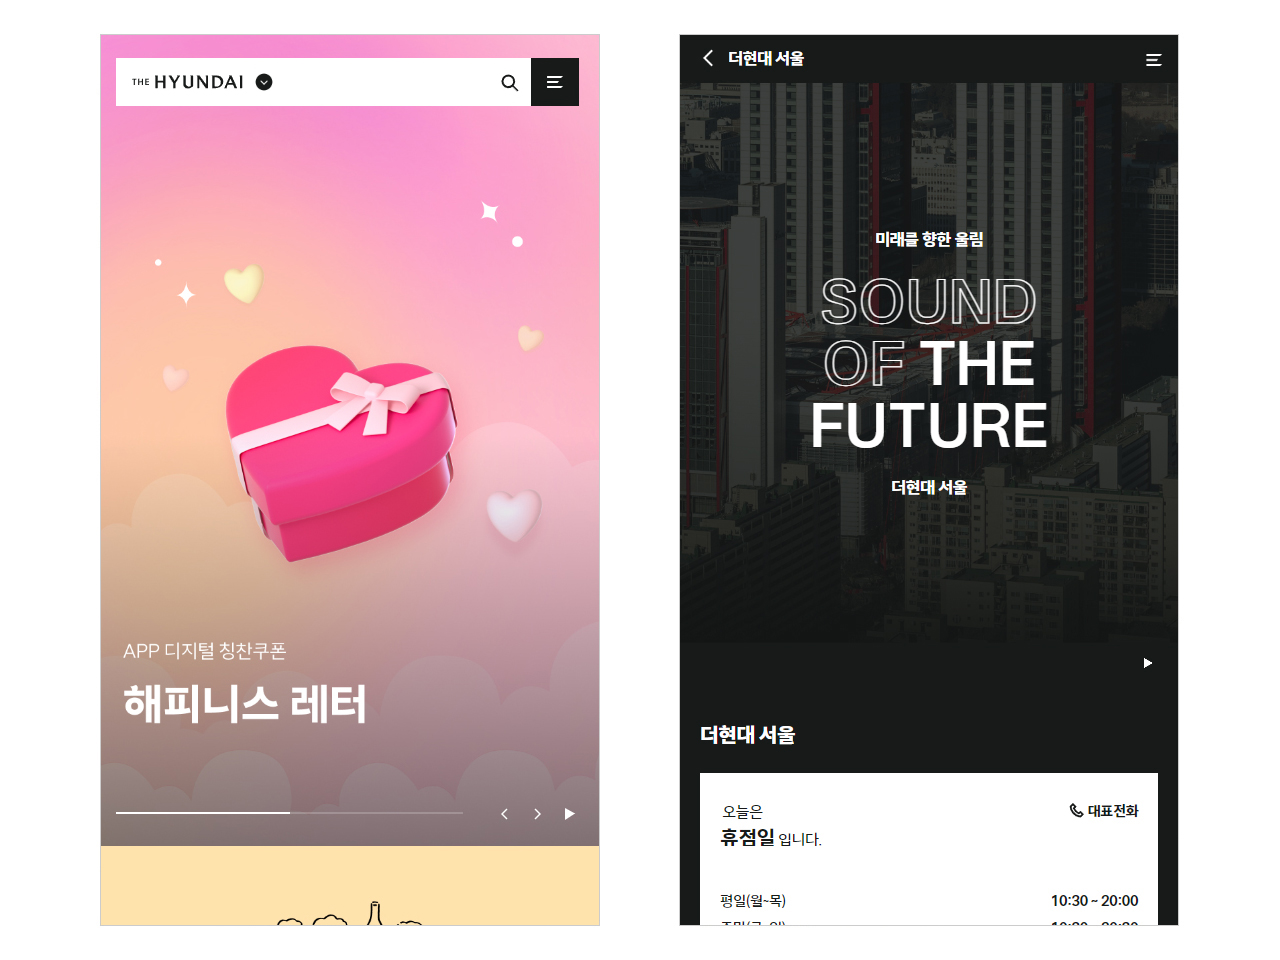 THE HYUNDAI
APP 디지털 칭찬쿠폰
해피니스 레터
더현대 서울
미래를 향한 울림
SOUND
OF THE
FUTURE
더현대 서울
더현대 서울
오늘은
대표전화
휴점일 입니다.
평일(월~목) 10:30 ~ 20:00